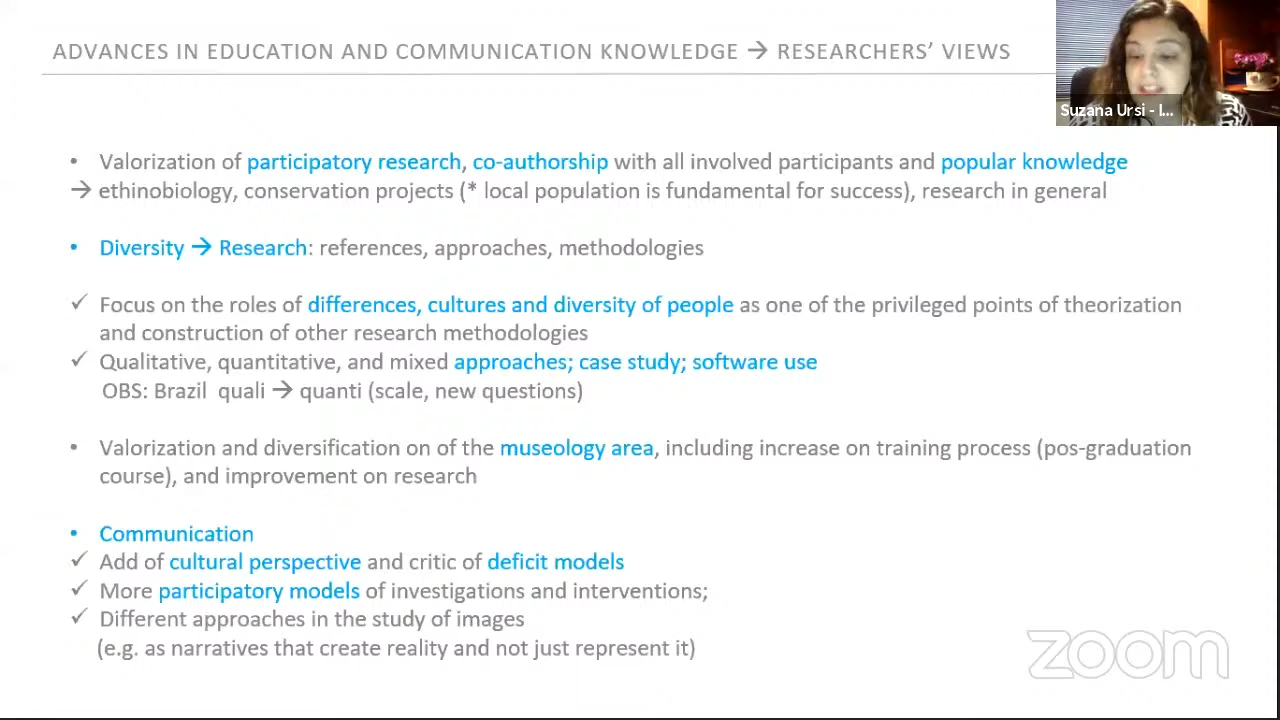 ADVANCES IN EDUCATION AND COMMUNICATION KNOWLEDGE → RESEARCHERS’ VIEWS
Suzana Ursi - I...
• Valorization of participatory research, co-authorship with all involved participants and popular knowledge
→ ethinobiology, conservation projects (* local population is fundamental for success), research in general
• Diversity → Research: references, approaches, methodologies
✓ Focus on the roles of differences, cultures and diversity of people as one of the privileged points of theorization
and construction of other research methodologies
✓ Qualitative, quantitative, and mixed approaches; case study; software use
OBS: Brazil quali → quanti (scale, new questions)
• Valorization and diversification on of the museology area, including increase on training process (pos-graduation
course), and improvement on research
• Communication
✓ Add of cultural perspective and critic of deficit models
✓ More participatory models of investigations and interventions;
✓ Different approaches in the study of images
(e.g. as narratives that create reality and not just represent it)
zoom